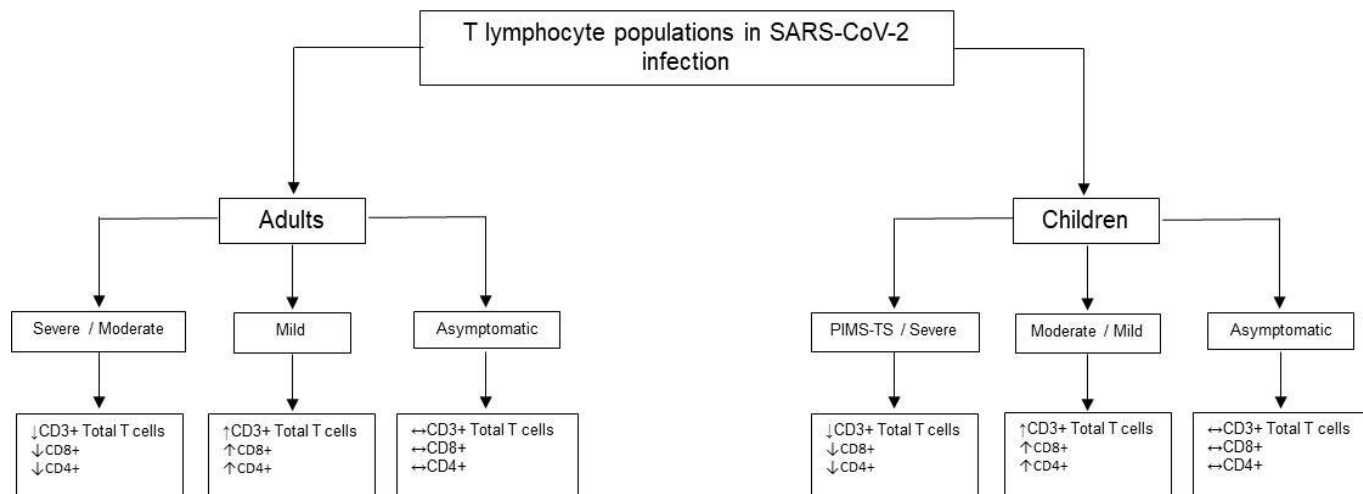 T lymphocyte populations in SARS-CoV-2
infection
Adults
Children
Severe / Moderate
Mild
Asymptomatic
PIMS-TS / Severe
Moderate / Mild
Asymptomatic
↓CD3+ Total T cells
↓CD8+
↓CD4+
↑CD3+ Total T cells
↑CD8+
↑CD4+
↔CD3+ Total T cells
↔CD8+
↔CD4+
↓CD3+ Total T cells
↓CD8+
↓CD4+
↑CD3+ Total T cells
↑CD8+
↑CD4+
↔CD3+ Total T cells
↔CD8+
↔CD4+